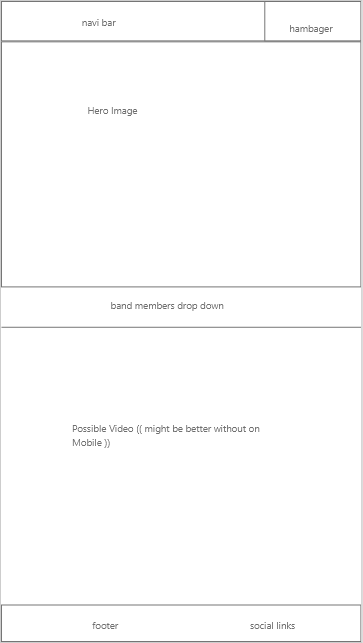 navi bar
hambager
Hero Image
band members drop down
Possible Video (( might be better without on
Mobile ))
footer
social links